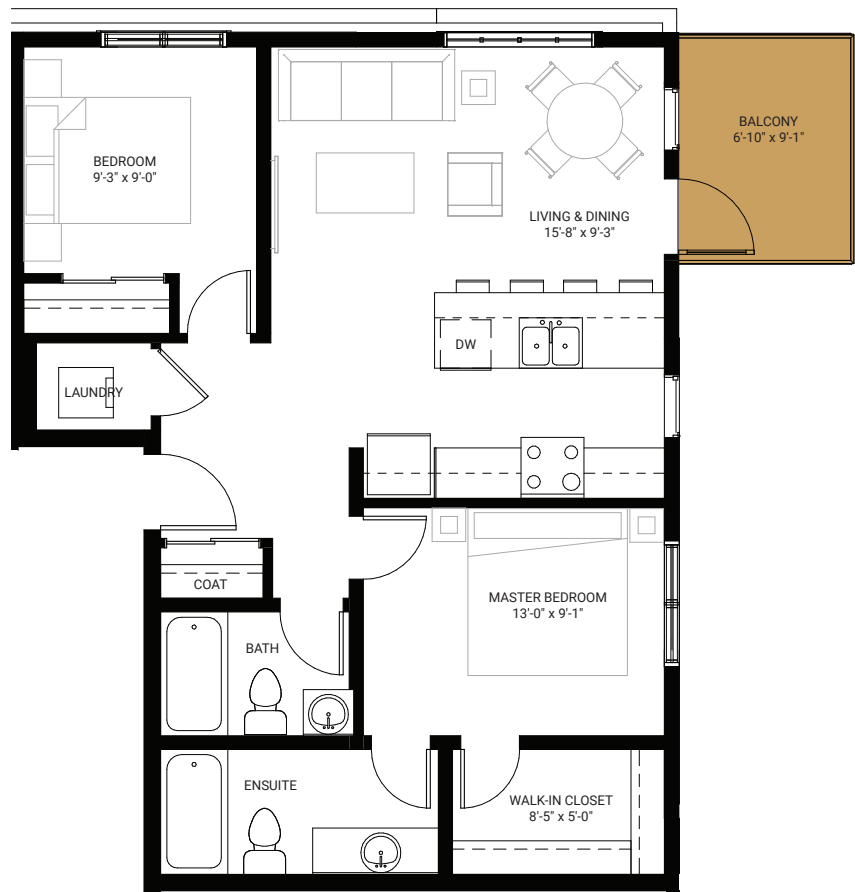 BALCONY
6'-10" x 9'-1"
BEDROOM
9'-3" x 9'-0"
LIVING & DINING
15'-8" x 9'-3"
DW
LAUNDRY
COAT
MASTER BEDROOM
13'-0" x 9'-1"
BATH
ENSUITE
WALK-IN CLOSET
8'-5" x 5'-0"